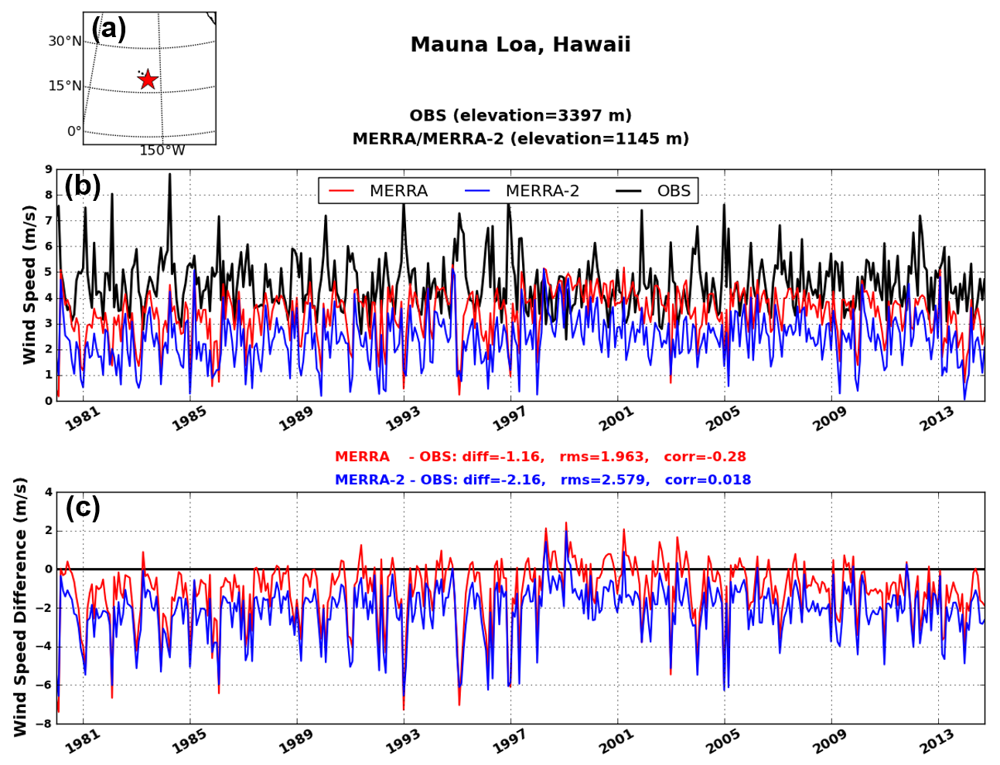 (a)
30°N
15°N
0°
150°W
Mauna Loa, Hawaii
OBS (elevation=3397 m)
MERRA/MERRA-2 (elevation=1145 m)
(b)
MERRA MERRA-2 OBS
Wind Speed (m/s)
9
8
7
6
5
4
3
2
1
0
1981 1985 1989 1993 1997 2001 2005 2009 2013
MERRA - OBS: diff=-1.16, rms=1.963, corr=-0.28
MERRA-2 - OBS: diff=-2.16, rms=2.579, corr=0.018
(c)
Wind Speed Difference (m/s)
4
2
0
−2
−4
−6
−8
1981 1985 1989 1993 1997 2001 2005 2009 2013